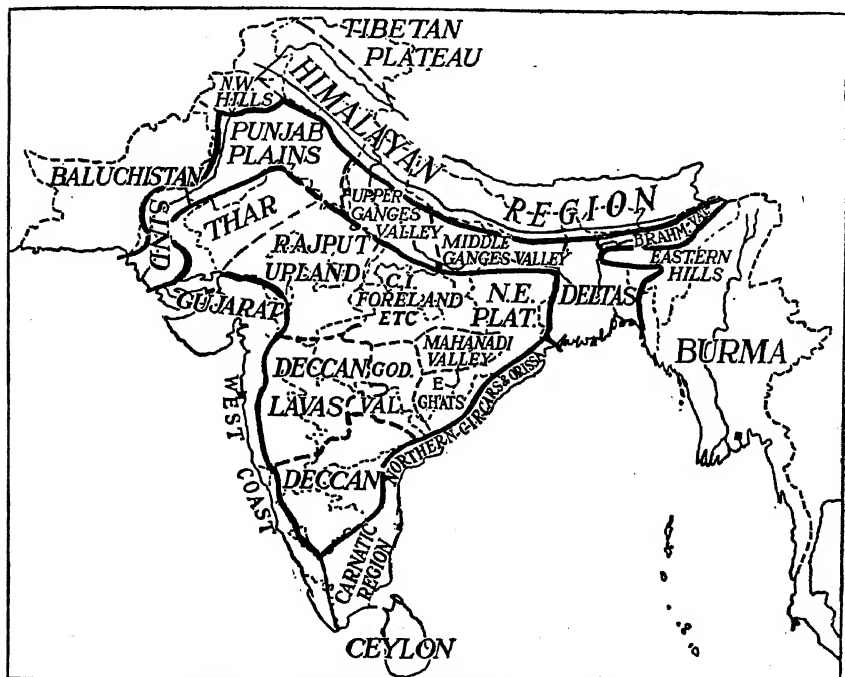 TIBETAN
PLATEAU
N.W.
HILLS
HIMALAYAN
REGION
PUNJAB
PLAINS
BALUCHISTAN
SIND
THAR
UPPER
GANGES
VALLEY
MIDDLE
GANGES-VALLEY
BRAHM. VAL.
EASTERN
HILLS
RAJPUT
UPLAND
C.I.
FORELAND
ETC
N.E.
PLAT.
DELTAS
GUJARAT
MAHANADI
VALLEY
BURMA
DECCAN
LAVAS
GOD.
VAL.
E
GHATS
NORTHERN-CIRCARS & ORISSA
WEST COAST
DECCAN
CARNATIC
REGION
CEYLON